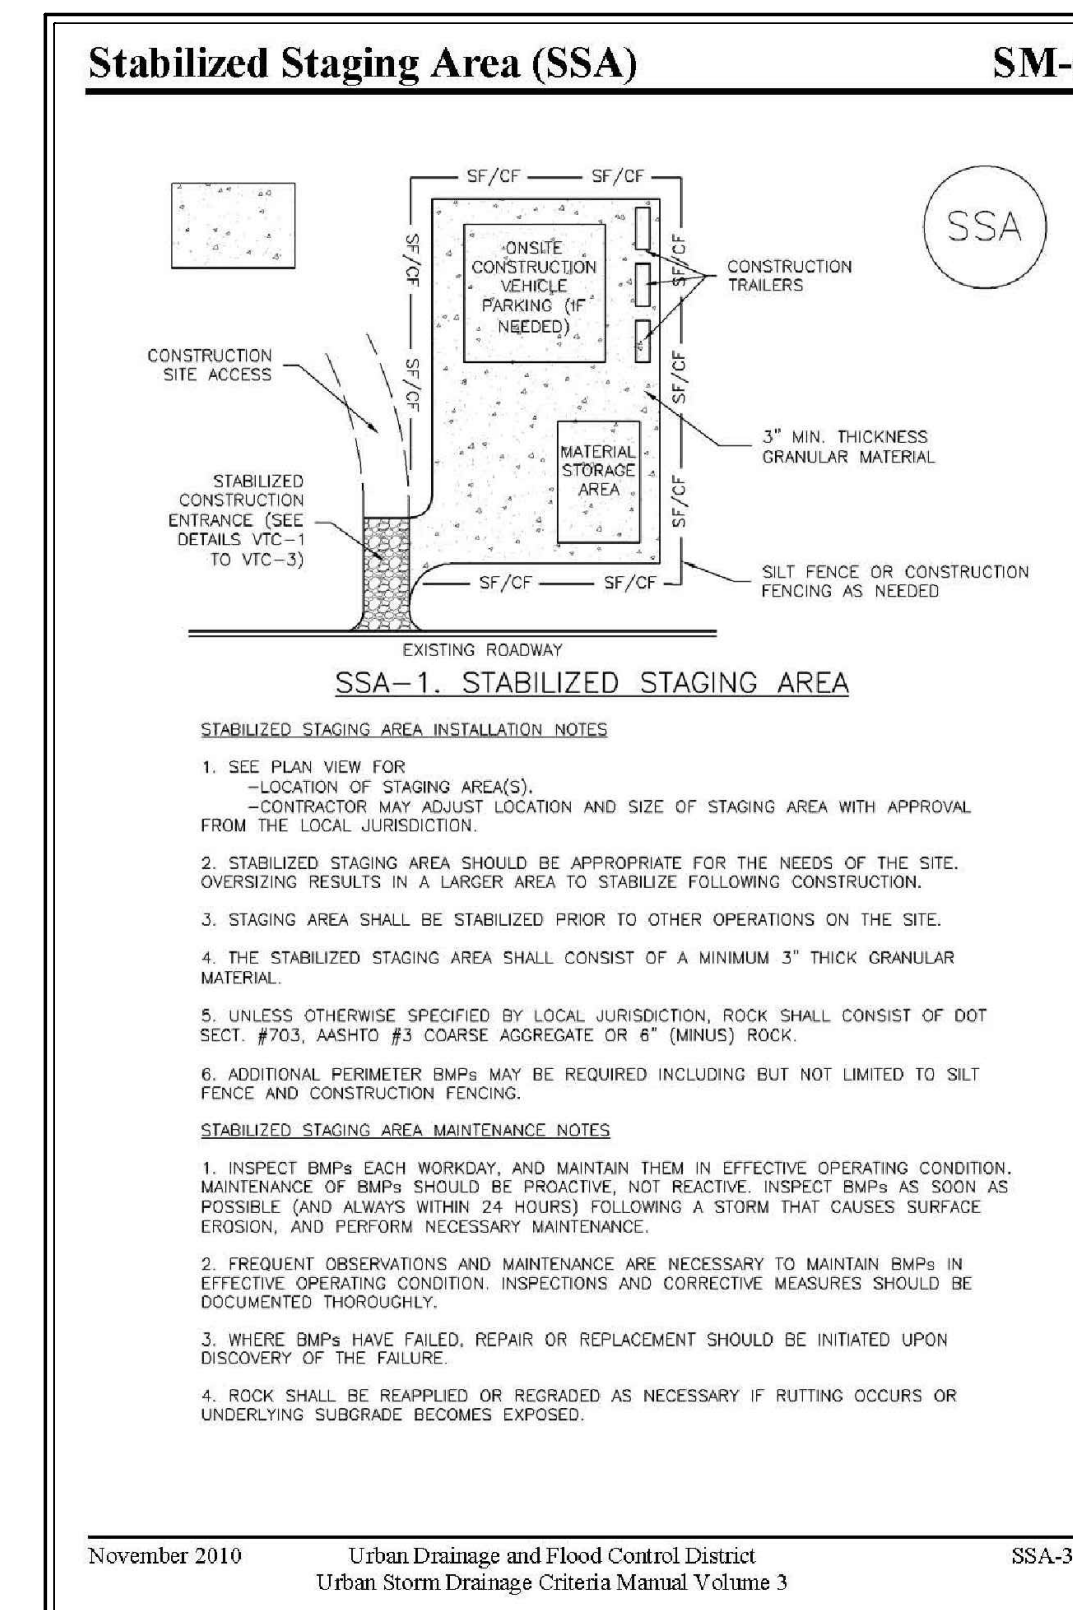 Stabilized Staging Area (SSA)
SM-
SF/CF
SF/CF
SSA
SF/CF
SF/CF
ONSITE
CONSTRUCTION
VEHICLE
PARKING (IF
NEEDED)
CONSTRUCTION
TRAILERS
CONSTRUCTION
SITE ACCESS
SF/CF
SF/CF
3" MIN. THICKNESS
GRANULAR MATERIAL
MATERIAL
STORAGE
AREA
STABILIZED
CONSTRUCTION
ENTRANCE (SEE
DETAILS VTC-1
TO VTC-3)
SF/CF
SF/CF
SF/CF
SILT FENCE OR CONSTRUCTION
FENCING AS NEEDED
EXISTING ROADWAY
SSA-1. STABILIZED STAGING AREA
STABILIZED STAGING AREA INSTALLATION NOTES
1. SEE PLAN VIEW FOR
-LOCATION OF STAGING AREA(S).
-CONTRACTOR MAY ADJUST LOCATION AND SIZE OF STAGING AREA WITH APPROVAL
FROM THE LOCAL JURISDICTION.
2. STABILIZED STAGING AREA SHOULD BE APPROPRIATE FOR THE NEEDS OF THE SITE.
OVERSIZING RESULTS IN A LARGER AREA TO STABILIZE FOLLOWING CONSTRUCTION.
3. STAGING AREA SHALL BE STABILIZED PRIOR TO OTHER OPERATIONS ON THE SITE.
4. THE STABILIZED STAGING AREA SHALL CONSIST OF A MINIMUM 3" THICK GRANULAR
MATERIAL.
5. UNLESS OTHERWISE SPECIFIED BY LOCAL JURISDICTION, ROCK SHALL CONSIST OF DOT
SECT. #703, AASHTO #3 COARSE AGGREGATE OR 6" (MINUS) ROCK.
6. ADDITIONAL PERIMETER BMPs MAY BE REQUIRED INCLUDING BUT NOT LIMITED TO SILT
FENCE AND CONSTRUCTION FENCING.
STABILIZED STAGING AREA MAINTENANCE NOTES
1. INSPECT BMPs EACH WORKDAY, AND MAINTAIN THEM IN EFFECTIVE OPERATING CONDITION.
MAINTENANCE OF BMPs SHOULD BE PROACTIVE, NOT REACTIVE. INSPECT BMPs AS SOON AS
POSSIBLE (AND ALWAYS WITHIN 24 HOURS) FOLLOWING A STORM THAT CAUSES SURFACE
EROSION, AND PERFORM NECESSARY MAINTENANCE.
2. FREQUENT OBSERVATIONS AND MAINTENANCE ARE NECESSARY TO MAINTAIN BMPs IN
EFFECTIVE OPERATING CONDITION. INSPECTIONS AND CORRECTIVE MEASURES SHOULD BE
DOCUMENTED THOROUGHLY.
3. WHERE BMPs HAVE FAILED, REPAIR OR REPLACEMENT SHOULD BE INITIATED UPON
DISCOVERY OF THE FAILURE.
4. ROCK SHALL BE REAPPLIED OR REGRADED AS NECESSARY IF RUTTING OCCURS OR
UNDERLYING SUBGRADE BECOMES EXPOSED.
November 2010
Urban Drainage and Flood Control District
SSA-3
Urban Storm Drainage Criteria Manual Volume 3